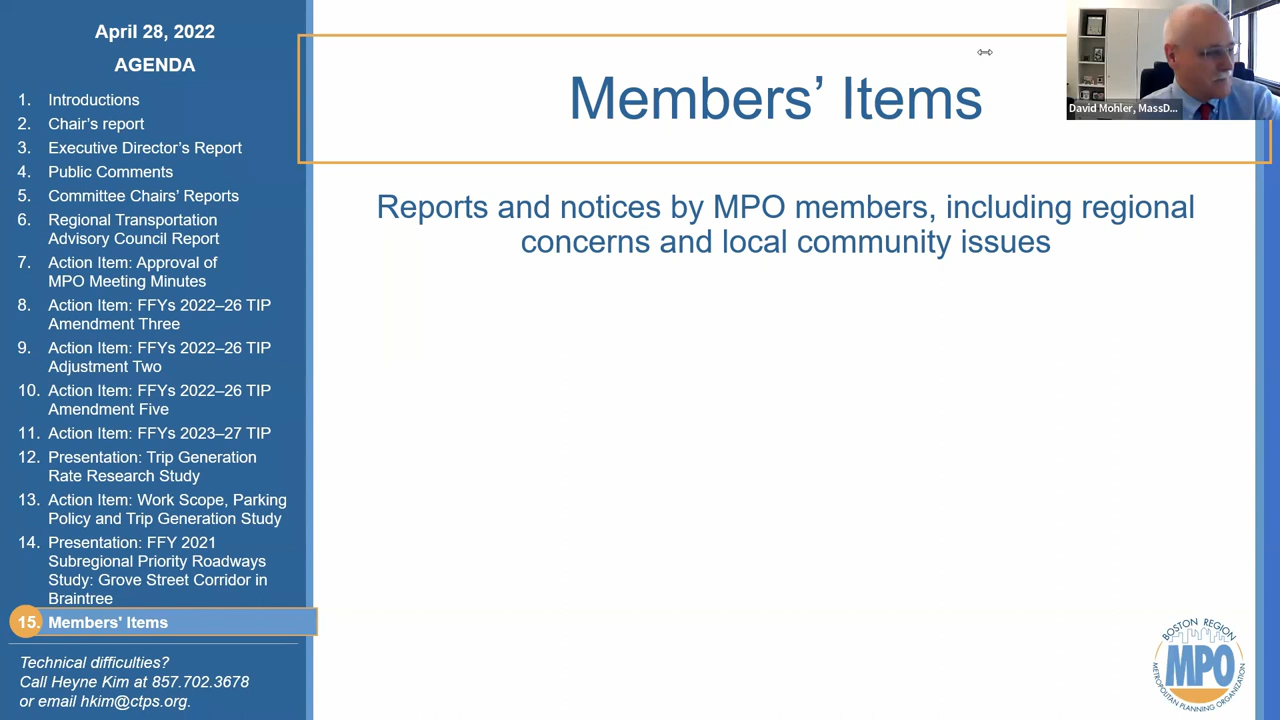 April 28, 2022
AGENDA
1. Introductions
2. Chair's report
3. Executive Director's Report
4. Public Comments
5. Committee Chairs' Reports
6. Regional Transportation
Advisory Council Report
7. Action Item: Approval of
MPO Meeting Minutes
8. Action Item: FFYs 2022–26 TIP
Amendment Three
9. Action Item: FFYs 2022–26 TIP
Adjustment Two
10. Action Item: FFYs 2022–26 TIP
Amendment Five
11. Action Item: FFYs 2023–27 TIP
12. Presentation: Trip Generation
Rate Research Study
13. Action Item: Work Scope, Parking
Policy and Trip Generation Study
14. Presentation: FFY 2021
Subregional Priority Roadways
Study: Grove Street Corridor in
Braintree
15. Members' Items
Technical difficulties?
Call Heyne Kim at 857.702.3678
or email hkim@ctps.org.
Members' Items
Reports and notices by MPO members, including regional
concerns and local community issues
David Mohler, MassD...
BOSTON REGION
MPO
METROPOLITAN PLANNING ORGANIZATION